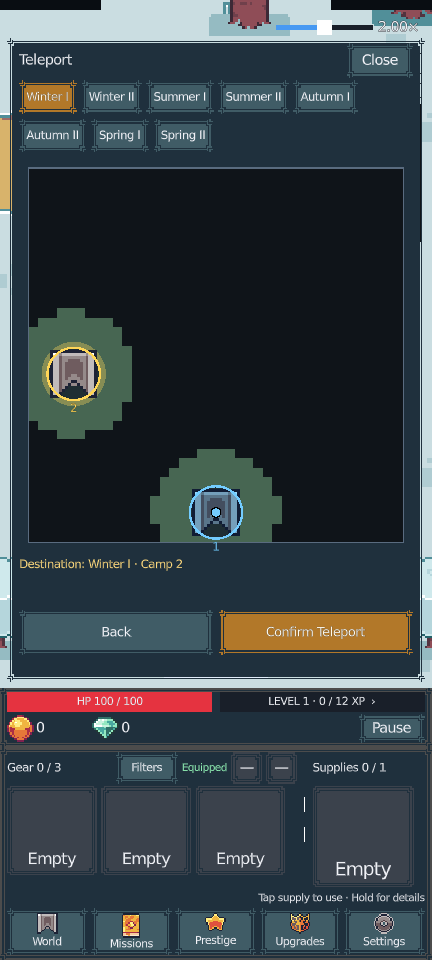 2.00×
Teleport
Close
Winter I
Winter II
Summer I
Summer II
Autumn I
Autumn II
Spring I
Spring II
2
1
Destination: Winter I · Camp 2
Back
Confirm Teleport
HP 100 / 100
LEVEL 1 · 0 / 12 XP ›
0
0
Pause
Gear 0 / 3
Filters
Equipped
—
—
Supplies 0 / 1
Empty
Empty
Empty
Empty
Tap supply to use · Hold for details
World
Missions
Prestige
Upgrades
Settings